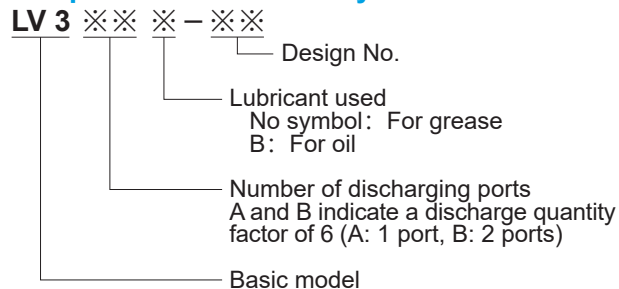 LV 3 ※※ ※－※※
Design No.
Lubricant used
No symbol：For grease
B：For oil
Number of discharging ports
A and B indicate a discharge quantity
factor of 6 (A: 1 port, B: 2 ports)
Basic model